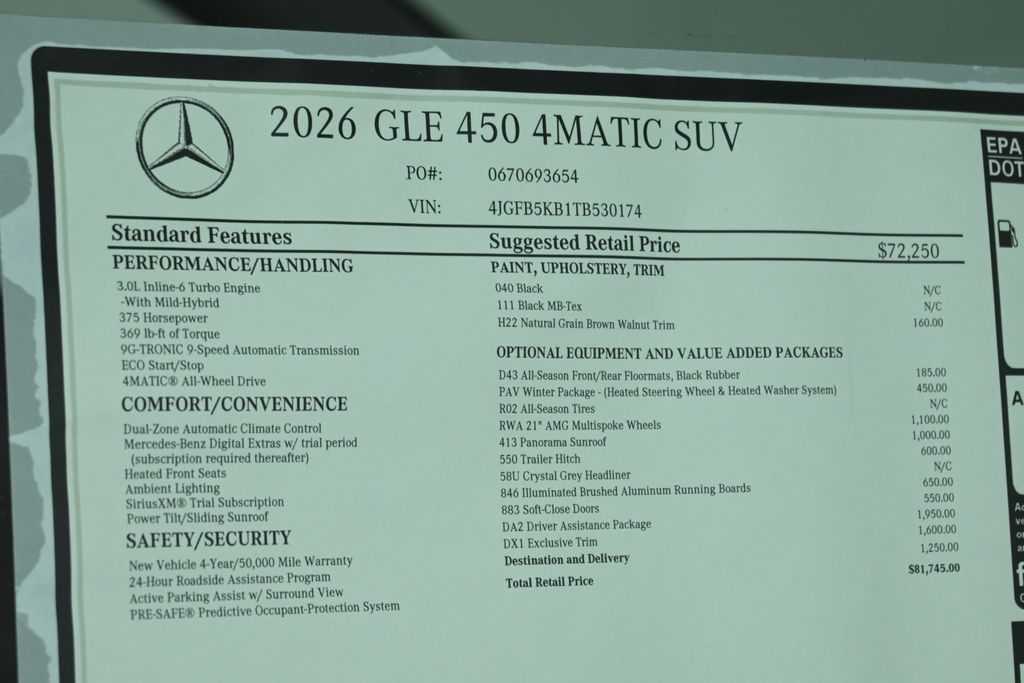 2026 GLE 450 4MATIC SUV
PO#: 0670693654
VIN: 4JGFB5KB1TB530174
Standard Features
PERFORMANCE/HANDLING
3.0L Inline-6 Turbo Engine
-With Mild-Hybrid
375 Horsepower
369 lb-ft of Torque
9G-TRONIC 9-Speed Automatic Transmission
ECO Start/Stop
4MATIC® All-Wheel Drive
COMFORT/CONVENIENCE
Dual-Zone Automatic Climate Control
Mercedes-Benz Digital Extras w/ trial period
(subscription required thereafter)
Heated Front Seats
Ambient Lighting
SiriusXM® Trial Subscription
Power Tilt/Sliding Sunroof
SAFETY/SECURITY
New Vehicle 4-Year/50,000 Mile Warranty
24-Hour Roadside Assistance Program
Active Parking Assist w/ Surround View
PRE-SAFE® Predictive Occupant-Protection System
Suggested Retail Price $72,250
PAINT, UPHOLSTERY, TRIM
040 Black N/C
111 Black MB-Tex N/C
H22 Natural Grain Brown Walnut Trim 160.00
OPTIONAL EQUIPMENT AND VALUE ADDED PACKAGES
D43 All-Season Front/Rear Floormats, Black Rubber 185.00
PAV Winter Package - (Heated Steering Wheel & Heated Washer System) 450.00
R02 All-Season Tires N/C
RWA 21" AMG Multispoke Wheels 1,100.00
413 Panorama Sunroof 1,000.00
550 Trailer Hitch 600.00
58U Crystal Grey Headliner N/C
846 Illuminated Brushed Aluminum Running Boards 650.00
883 Soft-Close Doors 550.00
DA2 Driver Assistance Package 1,950.00
DX1 Exclusive Trim 1,600.00
Destination and Delivery 1,250.00
Total Retail Price $81,745.00
EPA
DOT